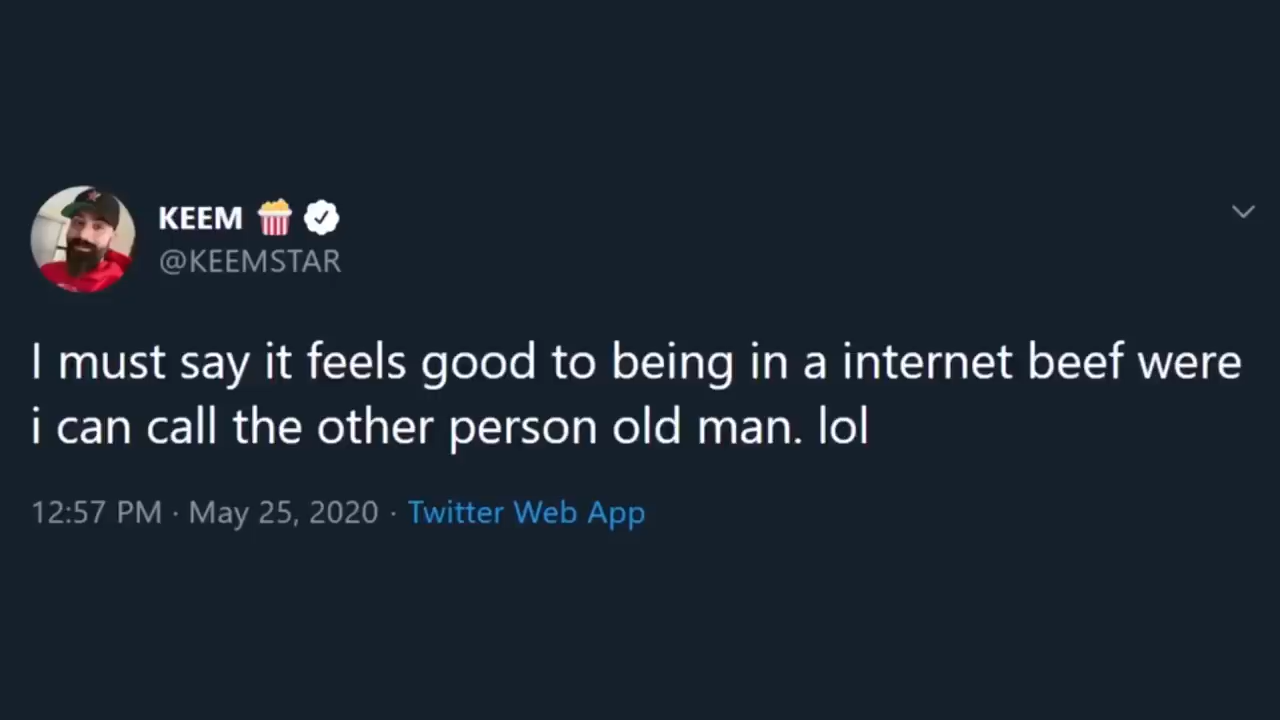 KEEM 🍿
@KEEMSTAR
I must say it feels good to being in a internet beef were
i can call the other person old man. lol
12:57 PM · May 25, 2020 · Twitter Web App